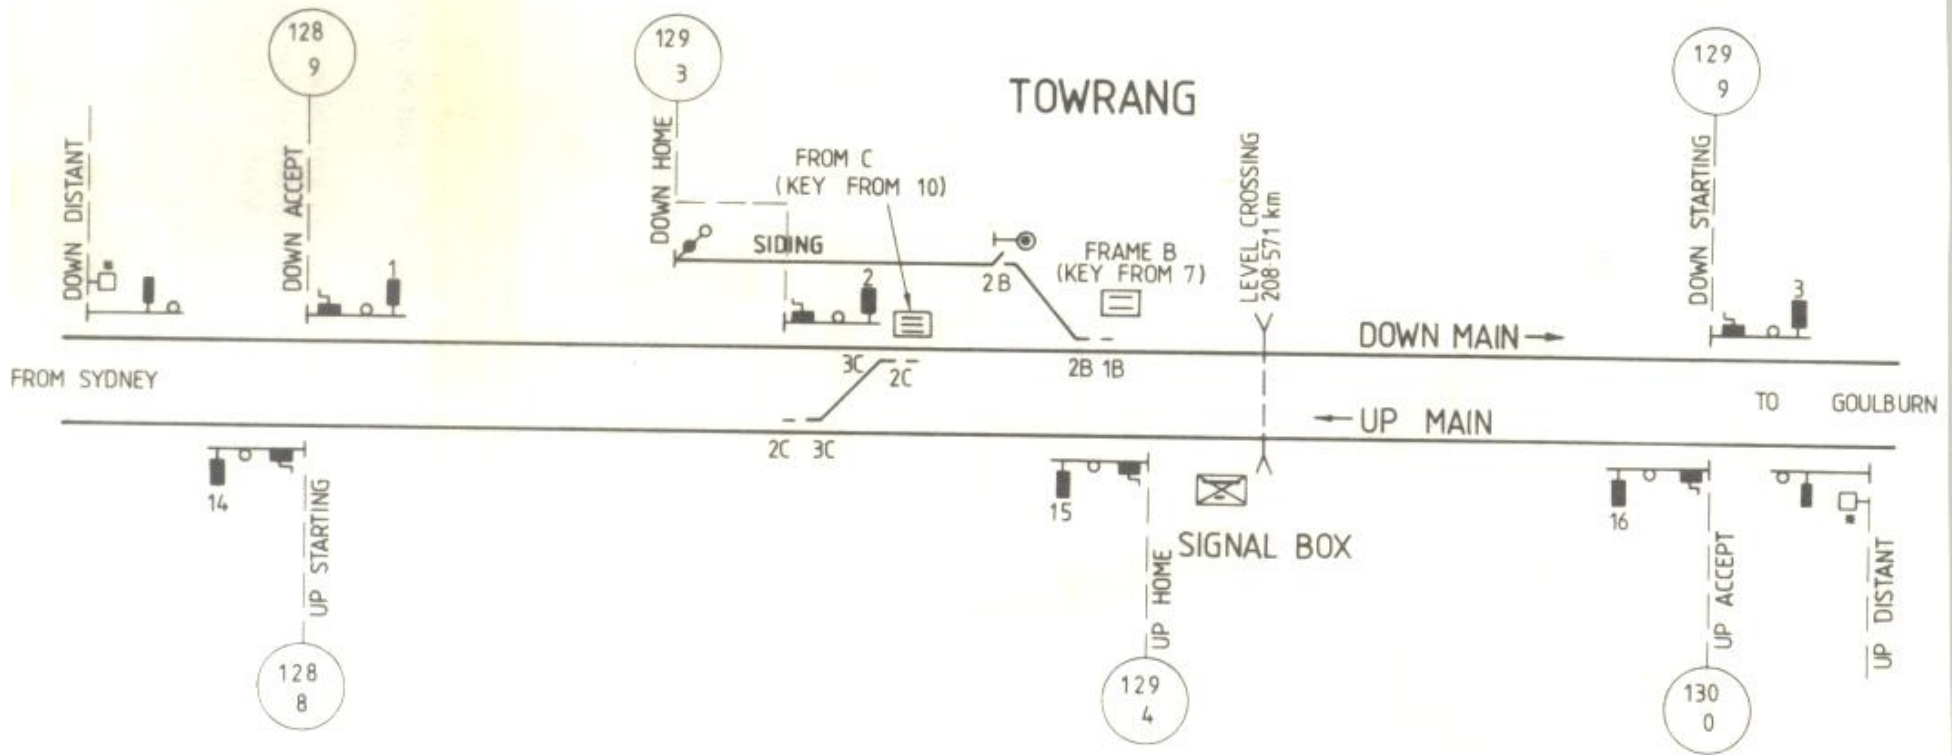 128
9
129
3
TOWRANG
129
9
DOWN DISTANT
DOWN ACCEPT
1
DOWN HOME
FROM C
(KEY FROM 10)
SIDING
2
2B
FRAME B
(KEY FROM 7)
LEVEL CROSSING
208·571 km
DOWN STARTING
3
DOWN MAIN
3C
2C
2B 1B
FROM SYDNEY
TO GOULBURN
UP MAIN
2C 3C
14
UP STARTING
15
UP HOME
SIGNAL BOX
16
UP ACCEPT
UP DISTANT
128
8
129
4
130
0